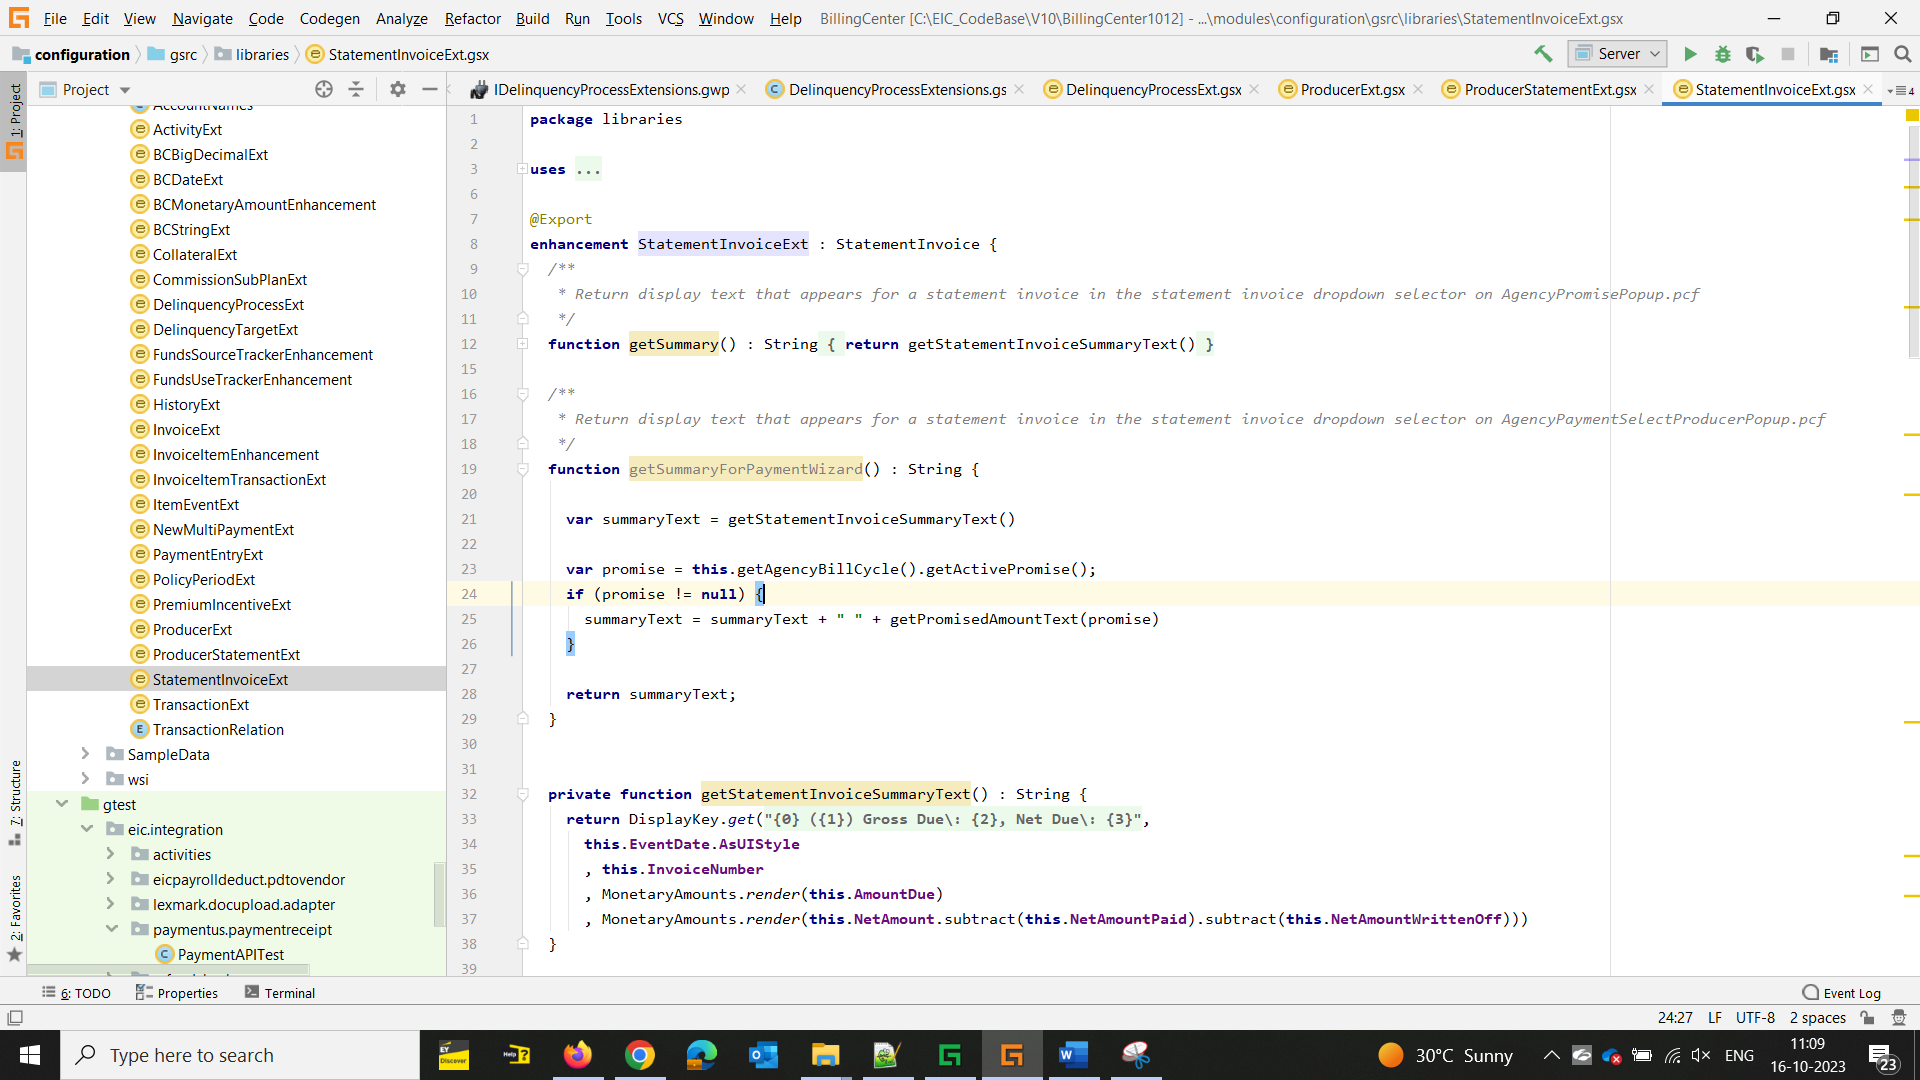 File Edit View Navigate Code Codegen Analyze Refactor Build Run Tools VCS Window Help BillingCenter [C:\EIC_CodeBase\V10\BillingCenter1012] - ...\modules\configuration\gsrc\libraries\StatementInvoiceExt.gsx
configuration gsrc libraries StatementInvoiceExt.gsx Server
Project IDelinquencyProcessExtensions.gwp DelinquencyProcessExtensions.gs DelinquencyProcessExt.gsx ProducerExt.gsx ProducerStatementExt.gsx StatementInvoiceExt.gsx 4
1: Project
7: Structure
2: Favorites
AccountNames
ActivityExt
BCBigDecimalExt
BCDateExt
BCMonetaryAmountEnhancement
BCStringExt
CollateralExt
CommissionSubPlanExt
DelinquencyProcessExt
DelinquencyTargetExt
FundsSourceTrackerEnhancement
FundsUseTrackerEnhancement
HistoryExt
InvoiceExt
InvoiceItemEnhancement
InvoiceItemTransactionExt
ItemEventExt
NewMultiPaymentExt
PaymentEntryExt
PolicyPeriodExt
PremiumIncentiveExt
ProducerExt
ProducerStatementExt
StatementInvoiceExt
TransactionExt
TransactionRelation
SampleData
wsi
gtest
eic.integration
activities
eicpayrolldeduct.pdtovendor
lexmark.docupload.adapter
paymentus.paymentreceipt
PaymentAPITest
1 package libraries
2
3 uses ...
6
7 @Export
8 enhancement StatementInvoiceExt : StatementInvoice {
9 /**
10 * Return display text that appears for a statement invoice in the statement invoice dropdown selector on AgencyPromisePopup.pcf
11 */
12 function getSummary() : String { return getStatementInvoiceSummaryText() }
15
16 /**
17 * Return display text that appears for a statement invoice in the statement invoice dropdown selector on AgencyPaymentSelectProducerPopup.pcf
18 */
19 function getSummaryForPaymentWizard() : String {
20
21 var summaryText = getStatementInvoiceSummaryText()
22
23 var promise = this.getAgencyBillCycle().getActivePromise();
24 if (promise != null) {
25 summaryText = summaryText + " " + getPromisedAmountText(promise)
26 }
27
28 return summaryText;
29 }
30
31
32 private function getStatementInvoiceSummaryText() : String {
33 return DisplayKey.get("{0} ({1}) Gross Due\: {2}, Net Due\: {3}",
34 this.EventDate.AsUIStyle
35 , this.InvoiceNumber
36 , MonetaryAmounts.render(this.AmountDue)
37 , MonetaryAmounts.render(this.NetAmount.subtract(this.NetAmountPaid).subtract(this.NetAmountWrittenOff)))
38 }
39
6: TODO Properties Terminal Event Log
24:27 LF UTF-8 2 spaces
Type here to search
EY Discover
Help ?
30°C Sunny ENG
11:09
16-10-2023
23